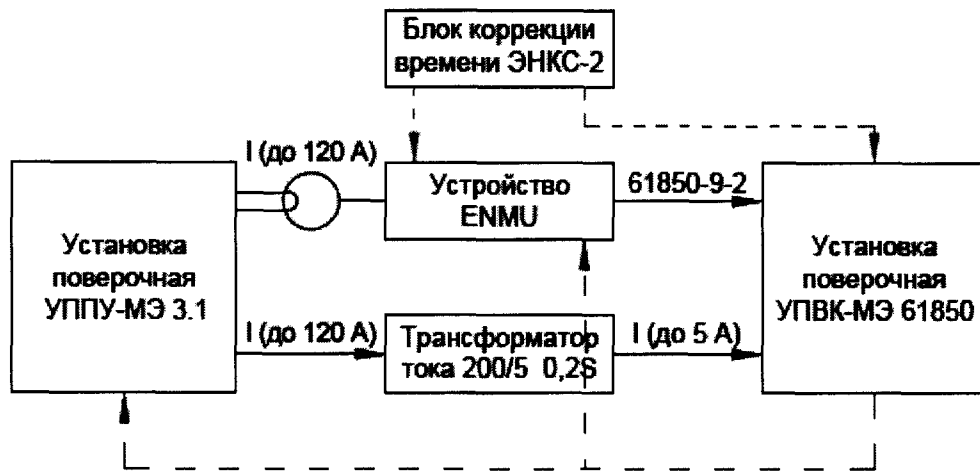 Блок коррекции
времени ЭНКС-2
I (до 120 А)
Устройство
ENMU
61850-9-2
Установка
поверочная
УППУ-МЭ 3.1
Установка
поверочная
УПВК-МЭ 61850
I (до 120 А)
Трансформатор
тока 200/5 0,2S
I (до 5 А)